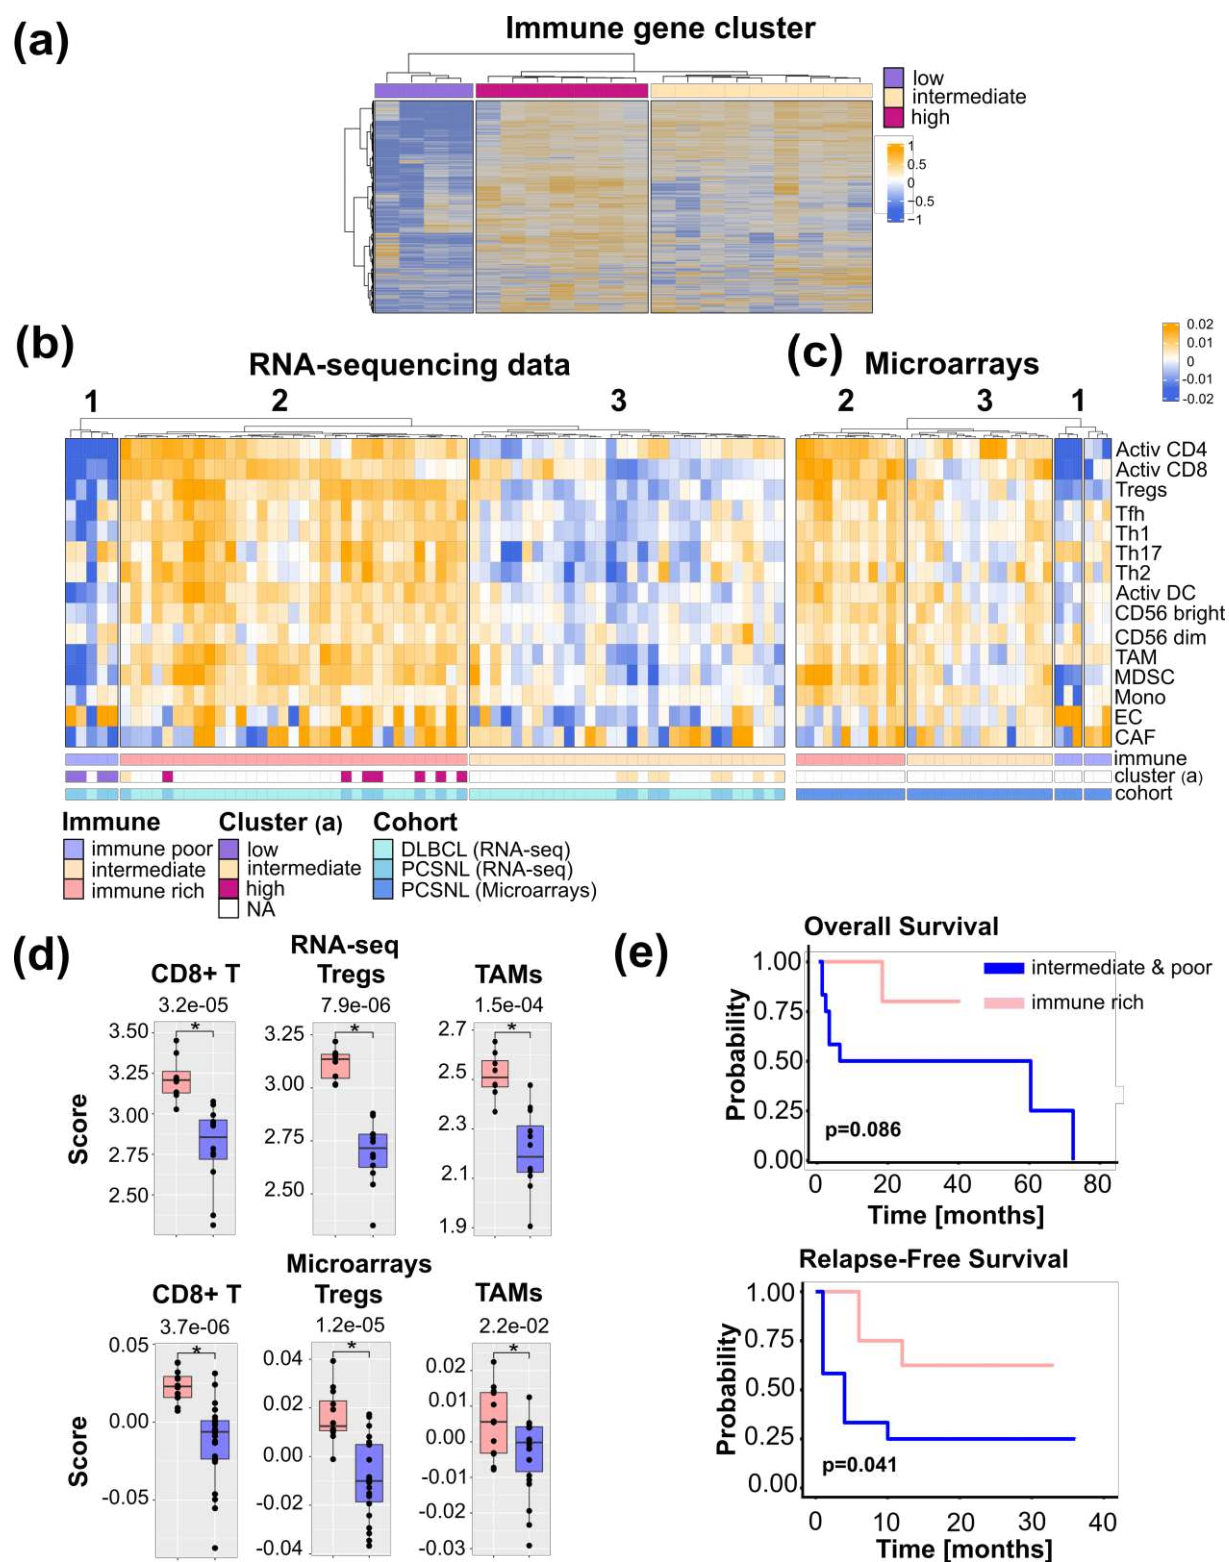 (a)
Immune gene cluster
low
intermediate
high
1
0.5
0
−0.5
−1
(b)
RNA-sequencing data
1 2 3
(c)
Microarrays
2 3 1
0.02
0.01
0
-0.01
-0.02
Activ CD4
Activ CD8
Tregs
Tfh
Th1
Th17
Th2
Activ DC
CD56 bright
CD56 dim
TAM
MDSC
Mono
EC
CAF
immune
cluster (a)
cohort
Immune
immune poor
intermediate
immune rich
Cluster (a)
low
intermediate
high
NA
Cohort
DLBCL (RNA-seq)
PCSNL (RNA-seq)
PCSNL (Microarrays)
(d)
RNA-seq
CD8+ T
3.2e-05
*
3.50
3.25
3.00
2.75
2.50
Score
Tregs
7.9e-06
*
3.25
3.00
2.75
2.50
TAMs
1.5e-04
*
2.7
2.5
2.3
2.1
1.9
Microarrays
CD8+ T
3.7e-06
*
0.05
0.00
-0.05
Score
Tregs
1.2e-05
*
0.04
0.02
0.00
-0.02
-0.04
TAMs
2.2e-02
*
0.02
0.01
0.00
-0.01
-0.02
-0.03
(e)
Overall Survival
intermediate & poor
immune rich
1.00
0.75
0.50
0.25
0.00
Probability
p=0.086
0 20 40 60 80
Time [months]
Relapse-Free Survival
1.00
0.75
0.50
0.25
0.00
Probability
p=0.041
0 10 20 30 40
Time [months]